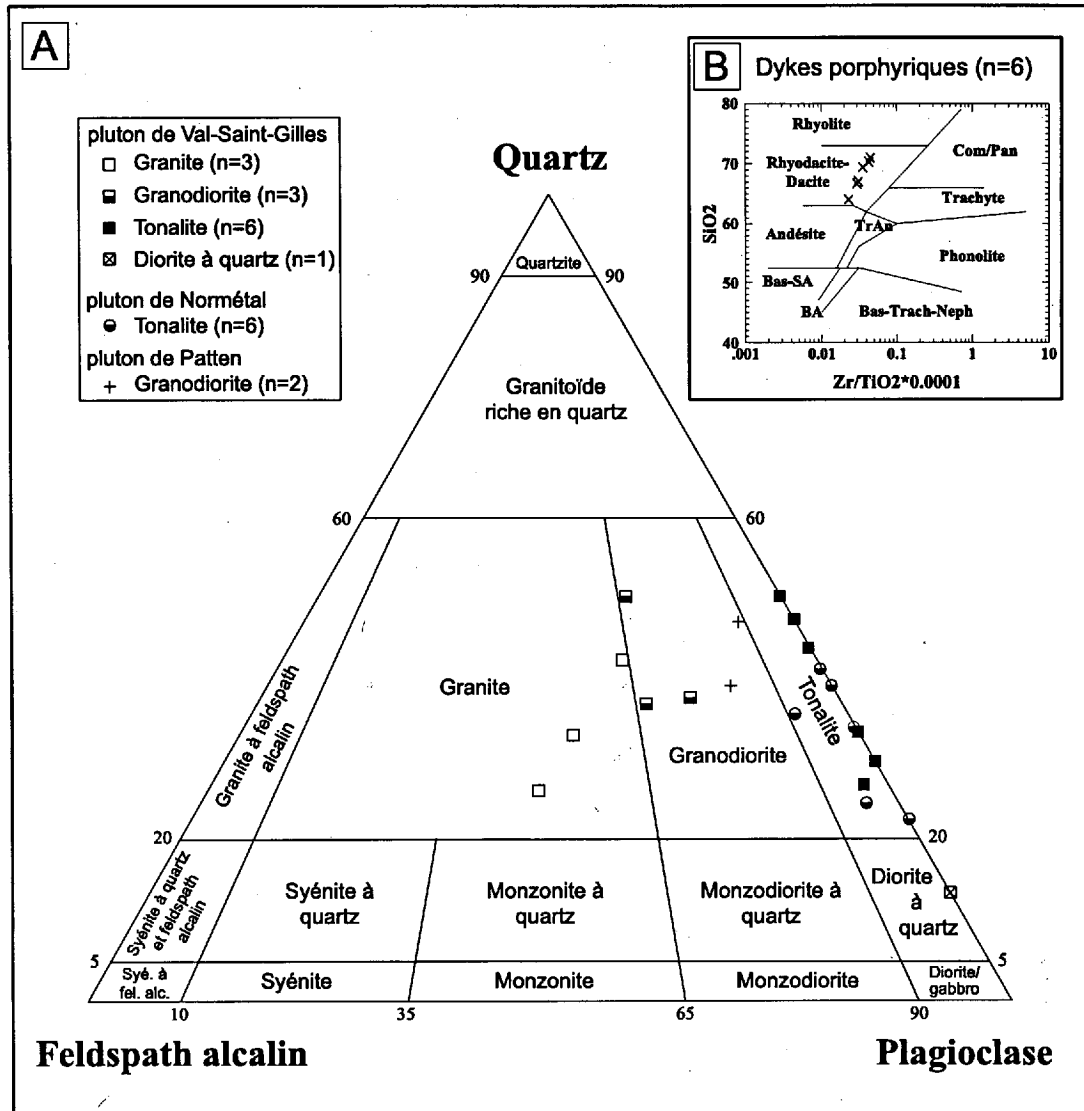 A
B Dykes porphyriques (n=6)
pluton de Val-Saint-Gilles
Granite (n=3)
Granodiorite (n=3)
Tonalite (n=6)
Diorite à quartz (n=1)
pluton de Normétal
Tonalite (n=6)
pluton de Patten
Granodiorite (n=2)
80
70
60
50
40
SiO2
Rhyolite
Com/Pan
Rhyodacite-
Dacite
Trachyte
TrAn
Andésite
Phonolite
Bas-SA
BA
Bas-Trach-Neph
.001
0.01
0.1
1
10
Zr/TiO2*0.0001
Quartz
Quartzite
90
90
Granitoïde
riche en quartz
60
60
Granite à feldspath
alcalin
Granite
Granodiorite
Tonalite
20
20
Syénite à quartz
et feldspath
alcalin
Syénite à
quartz
Monzonite à
quartz
Monzodiorite à
quartz
Diorite
à
quartz
5
5
Syé. à
fel. alc.
Syénite
Monzonite
Monzodiorite
Diorite/
gabbro
10
35
65
90
Feldspath alcalin
Plagioclase